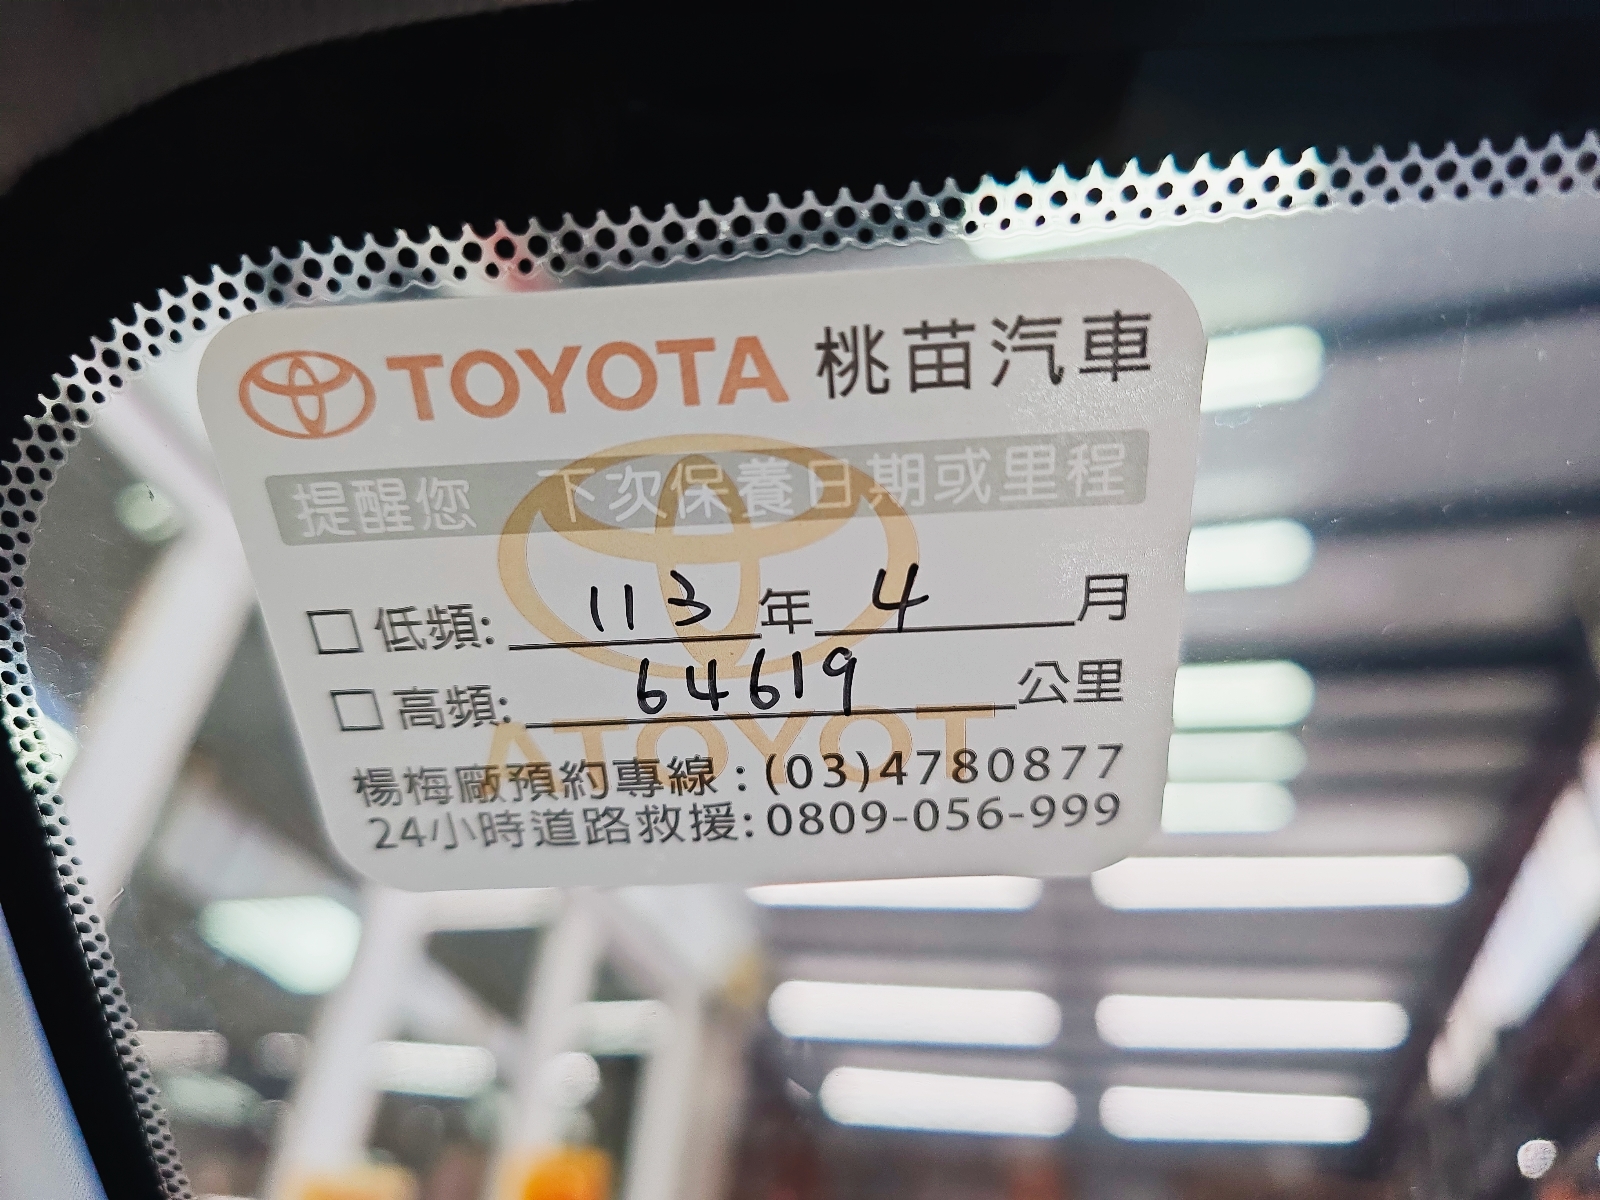 TOYOTA 桃苗汽車
提醒您 下次保養日期或里程
□ 低頻: 113 年 4 月
□ 高頻: 64619 公里
TOYOTA
楊梅廠預約專線:(03)4780877
24小時道路救援:0809-056-999